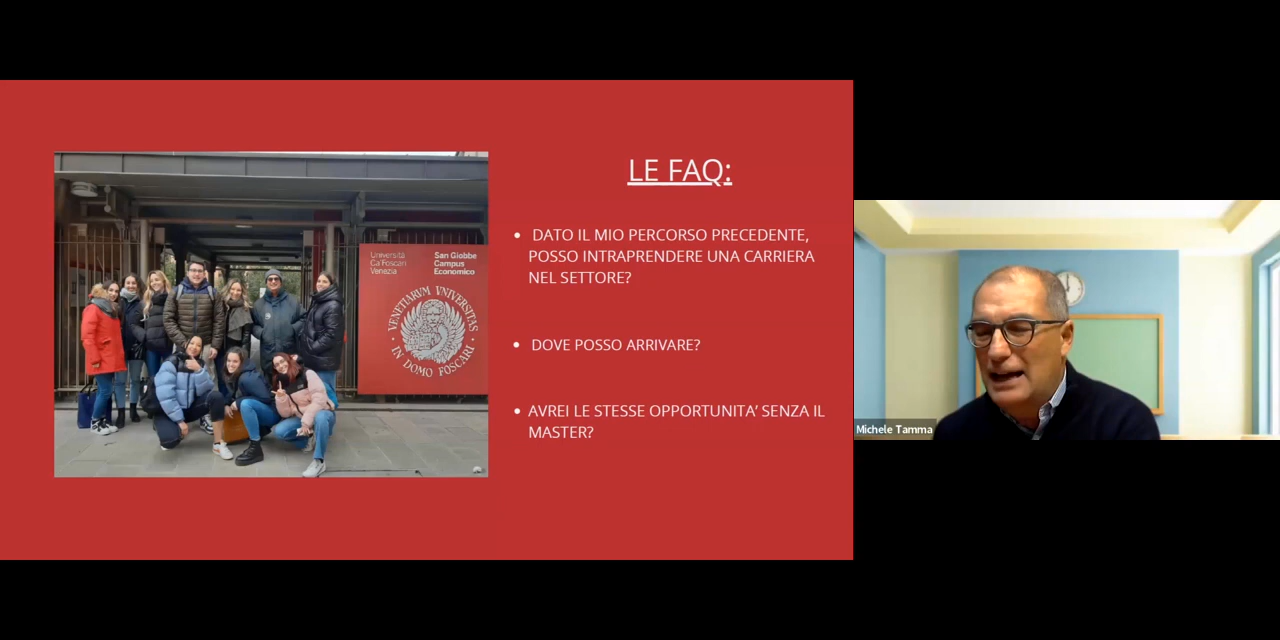 LE FAQ:
Università
Ca'Foscari
Venezia
San Giobbe
Campus
Economico
VENETIARVM VNIVERSITAS
IN DOMO FOSCARI
• DATO IL MIO PERCORSO PRECEDENTE,
POSSO INTRAPRENDERE UNA CARRIERA
NEL SETTORE?
• DOVE POSSO ARRIVARE?
• AVREI LE STESSE OPPORTUNITA’ SENZA IL
MASTER?
Michele Tamma